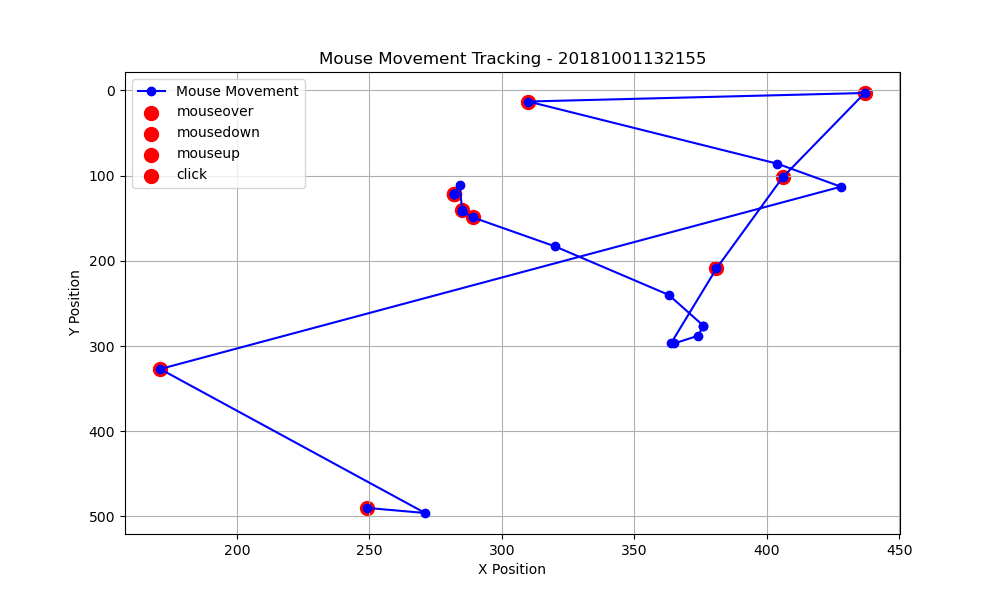 Mouse Movement Tracking - 20181001132155
Mouse Movement
mouseover
mousedown
mouseup
click
0
100
200
300
400
500
Y Position
200
250
300
350
400
450
X Position